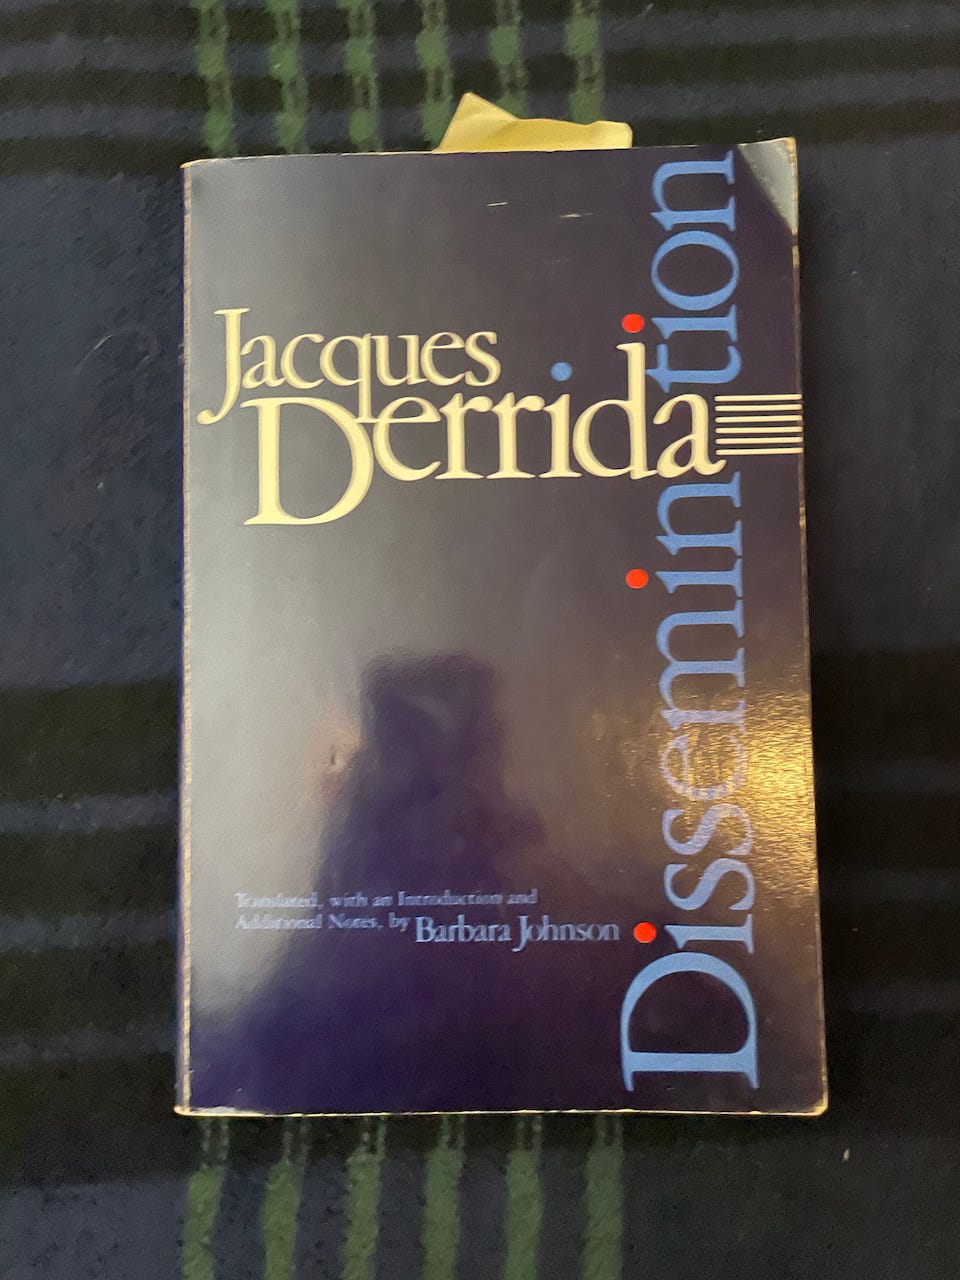 Jacques
Derrida
Dissemination
Translated, with an Introduction and
Additional Notes, by Barbara Johnson